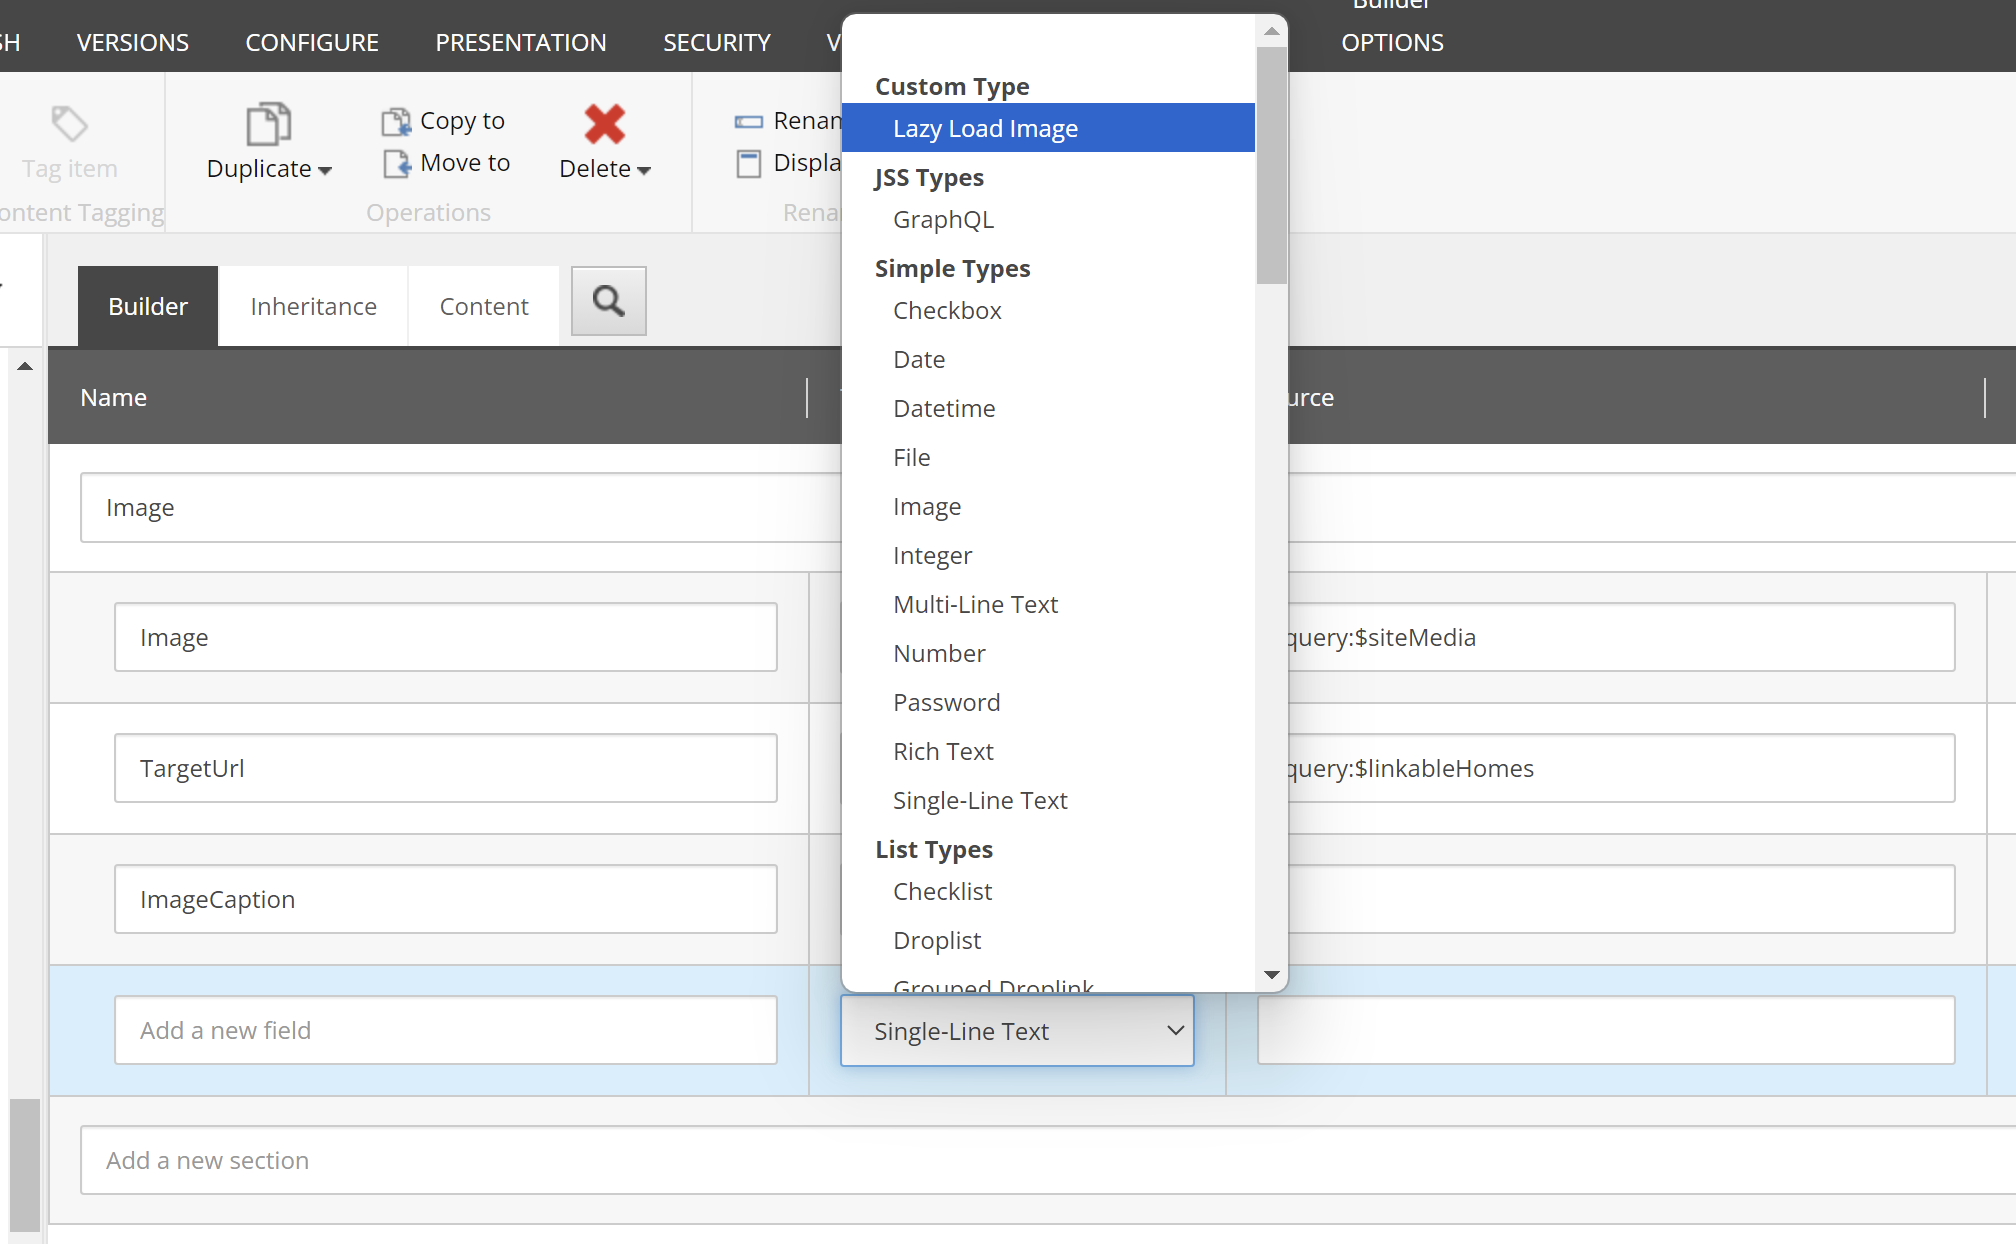 Builder
SH VERSIONS CONFIGURE PRESENTATION SECURITY V OPTIONS
Tag item
Duplicate
Copy to
Move to
Delete
Renam
Displa
ontent Tagging
Operations
Rena
Builder Inheritance Content
Name
urce
Image
Image
query:$siteMedia
TargetUrl
query:$linkableHomes
ImageCaption
Add a new field
Single-Line Text
Add a new section
Custom Type
Lazy Load Image
JSS Types
GraphQL
Simple Types
Checkbox
Date
Datetime
File
Image
Integer
Multi-Line Text
Number
Password
Rich Text
Single-Line Text
List Types
Checklist
Droplist
Grouped Droplink